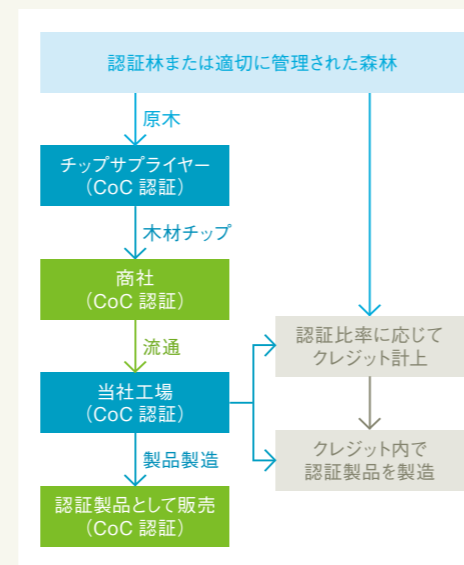 認証林または適切に管理された森林
原木
チップサプライヤー
(CoC 認証)
木材チップ
商社
(CoC 認証)
流通
当社工場
(CoC 認証)
製品製造
認証製品として販売
(CoC 認証)
認証比率に応じて
クレジット計上
クレジット内で
認証製品を製造